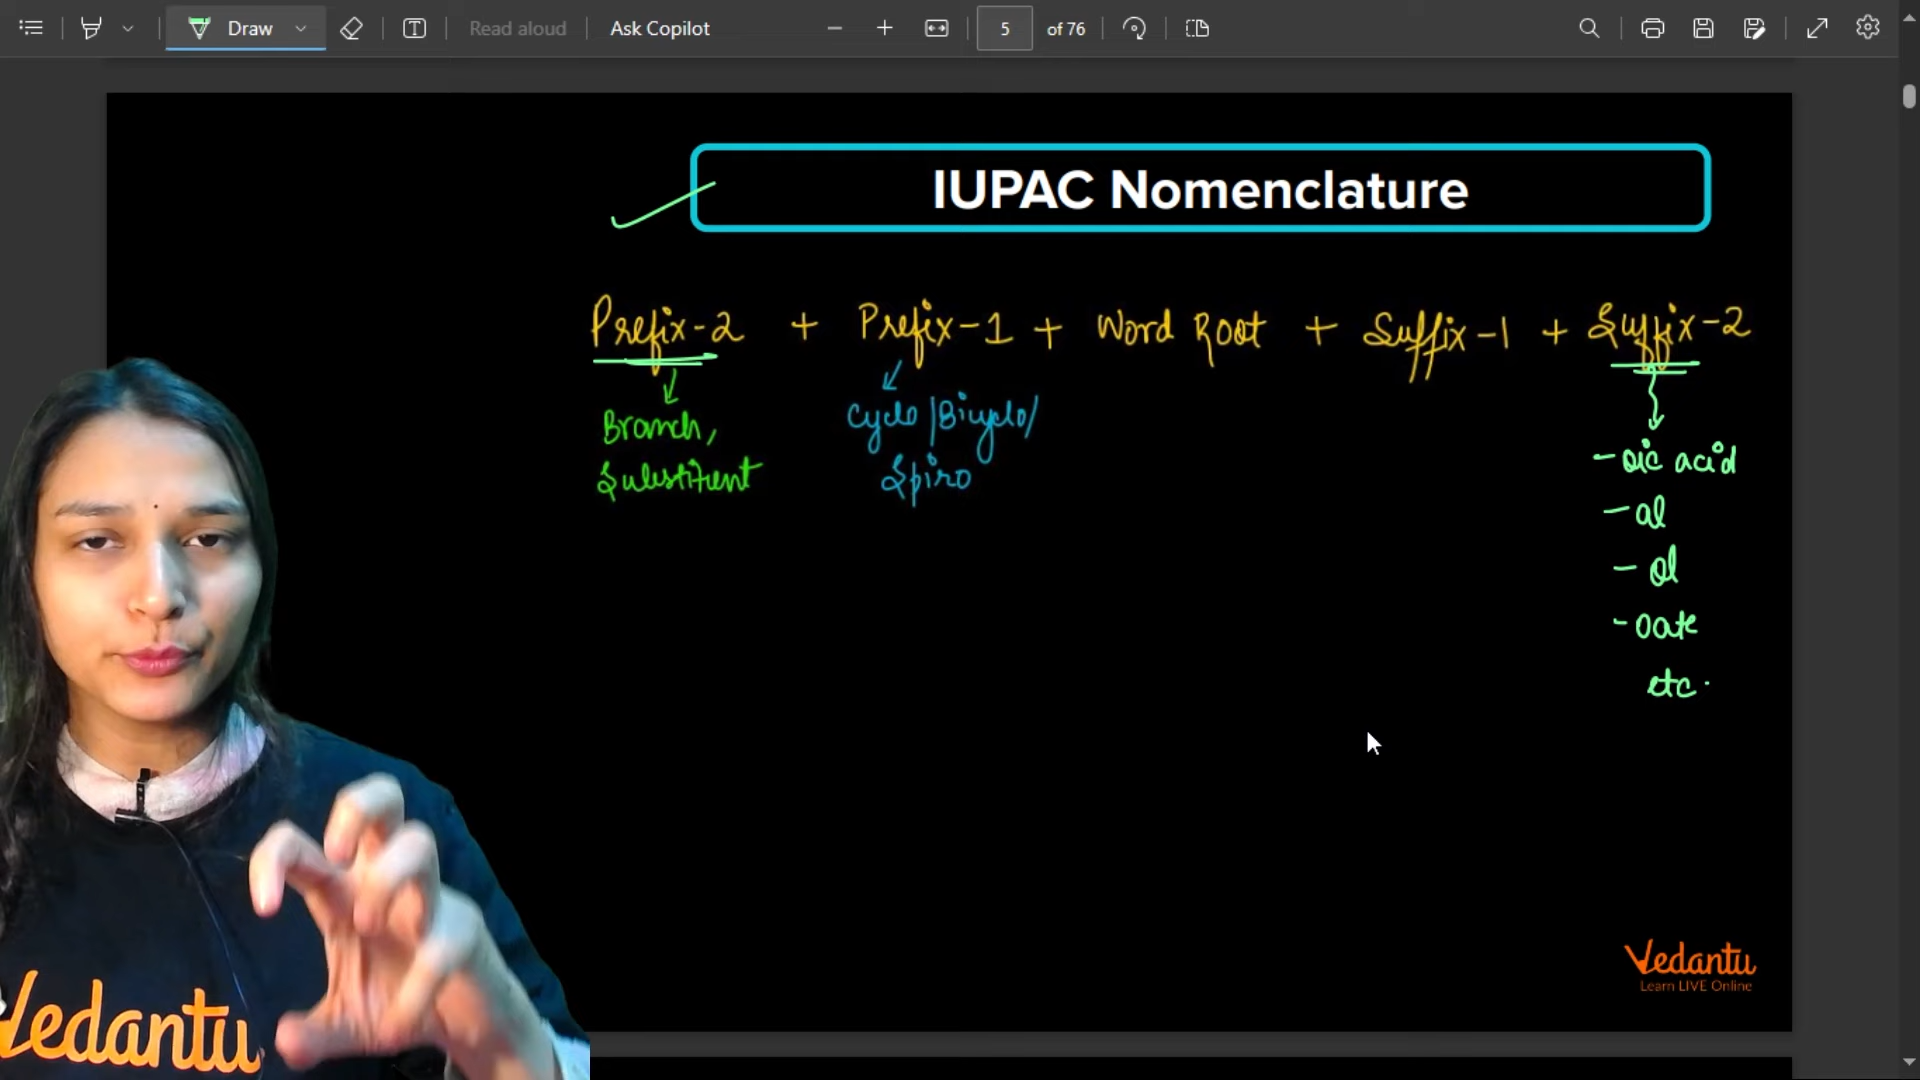 Draw
Read aloud
Ask Copilot
5 of 76
IUPAC Nomenclature
Prefix-2 + Prefix-1 + Word Root + Suffix-1 + Suffix-2
Branch,
Substituent
Cyclo/Bicyclo/
Spiro
-oic acid
-al
-ol
-oate
etc.
Vedantu
Learn LIVE Online
Vedantu